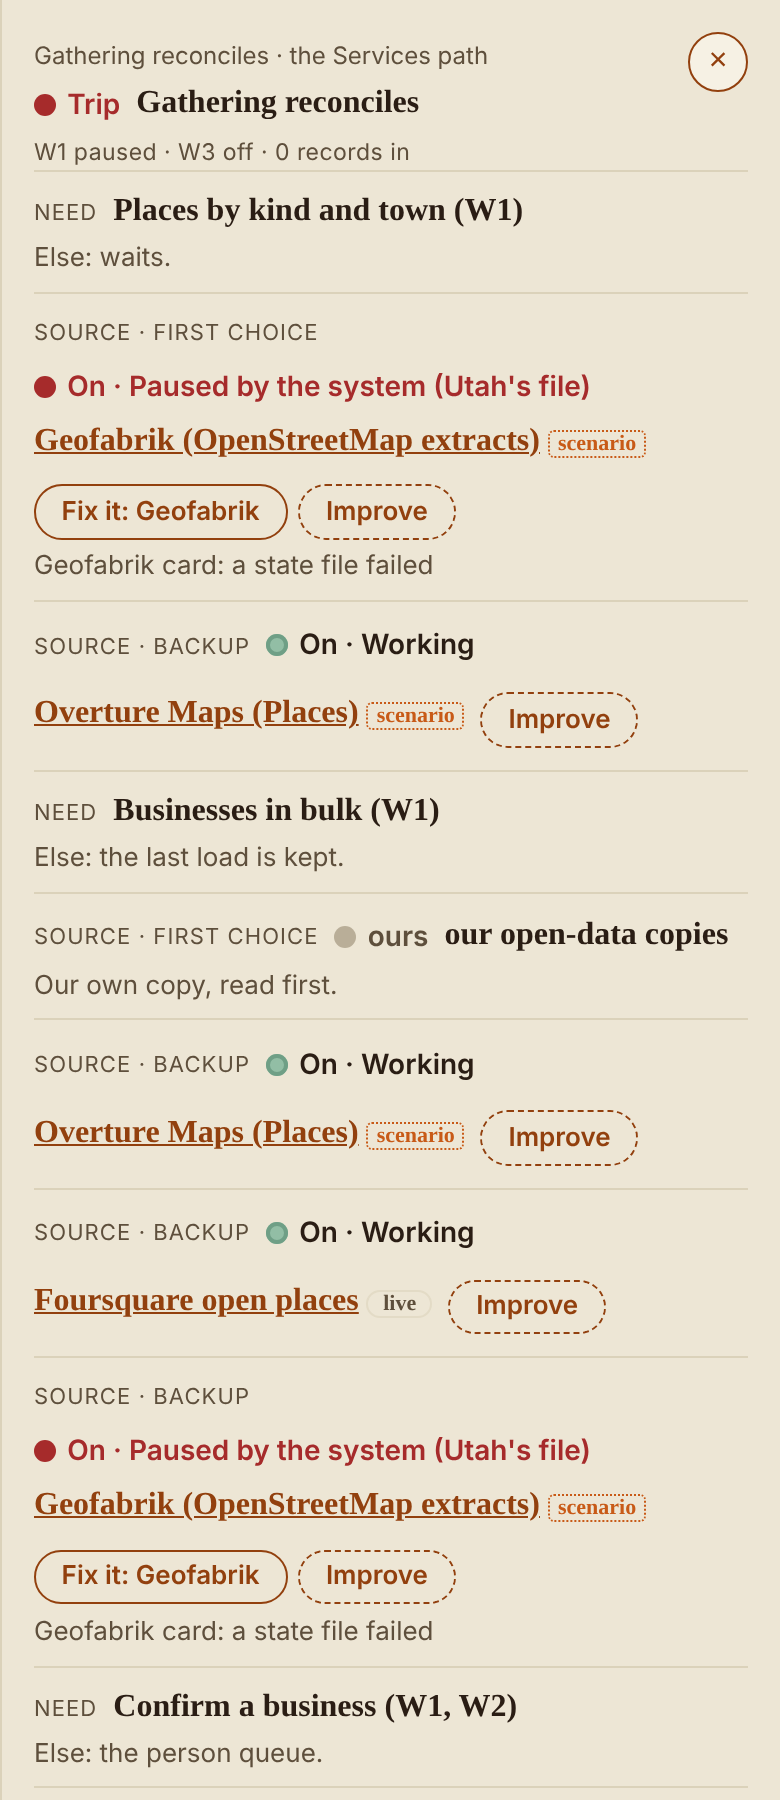 Gathering reconciles · the Services path
×
Trip Gathering reconciles
W1 paused · W3 off · 0 records in
NEED Places by kind and town (W1)
Else: waits.
SOURCE · FIRST CHOICE
On · Paused by the system (Utah's file)
Geofabrik (OpenStreetMap extracts) scenario
Fix it: Geofabrik Improve
Geofabrik card: a state file failed
SOURCE · BACKUP On · Working
Overture Maps (Places) scenario Improve
NEED Businesses in bulk (W1)
Else: the last load is kept.
SOURCE · FIRST CHOICE ours our open-data copies
Our own copy, read first.
SOURCE · BACKUP On · Working
Overture Maps (Places) scenario Improve
SOURCE · BACKUP On · Working
Foursquare open places live Improve
SOURCE · BACKUP
On · Paused by the system (Utah's file)
Geofabrik (OpenStreetMap extracts) scenario
Fix it: Geofabrik Improve
Geofabrik card: a state file failed
NEED Confirm a business (W1, W2)
Else: the person queue.